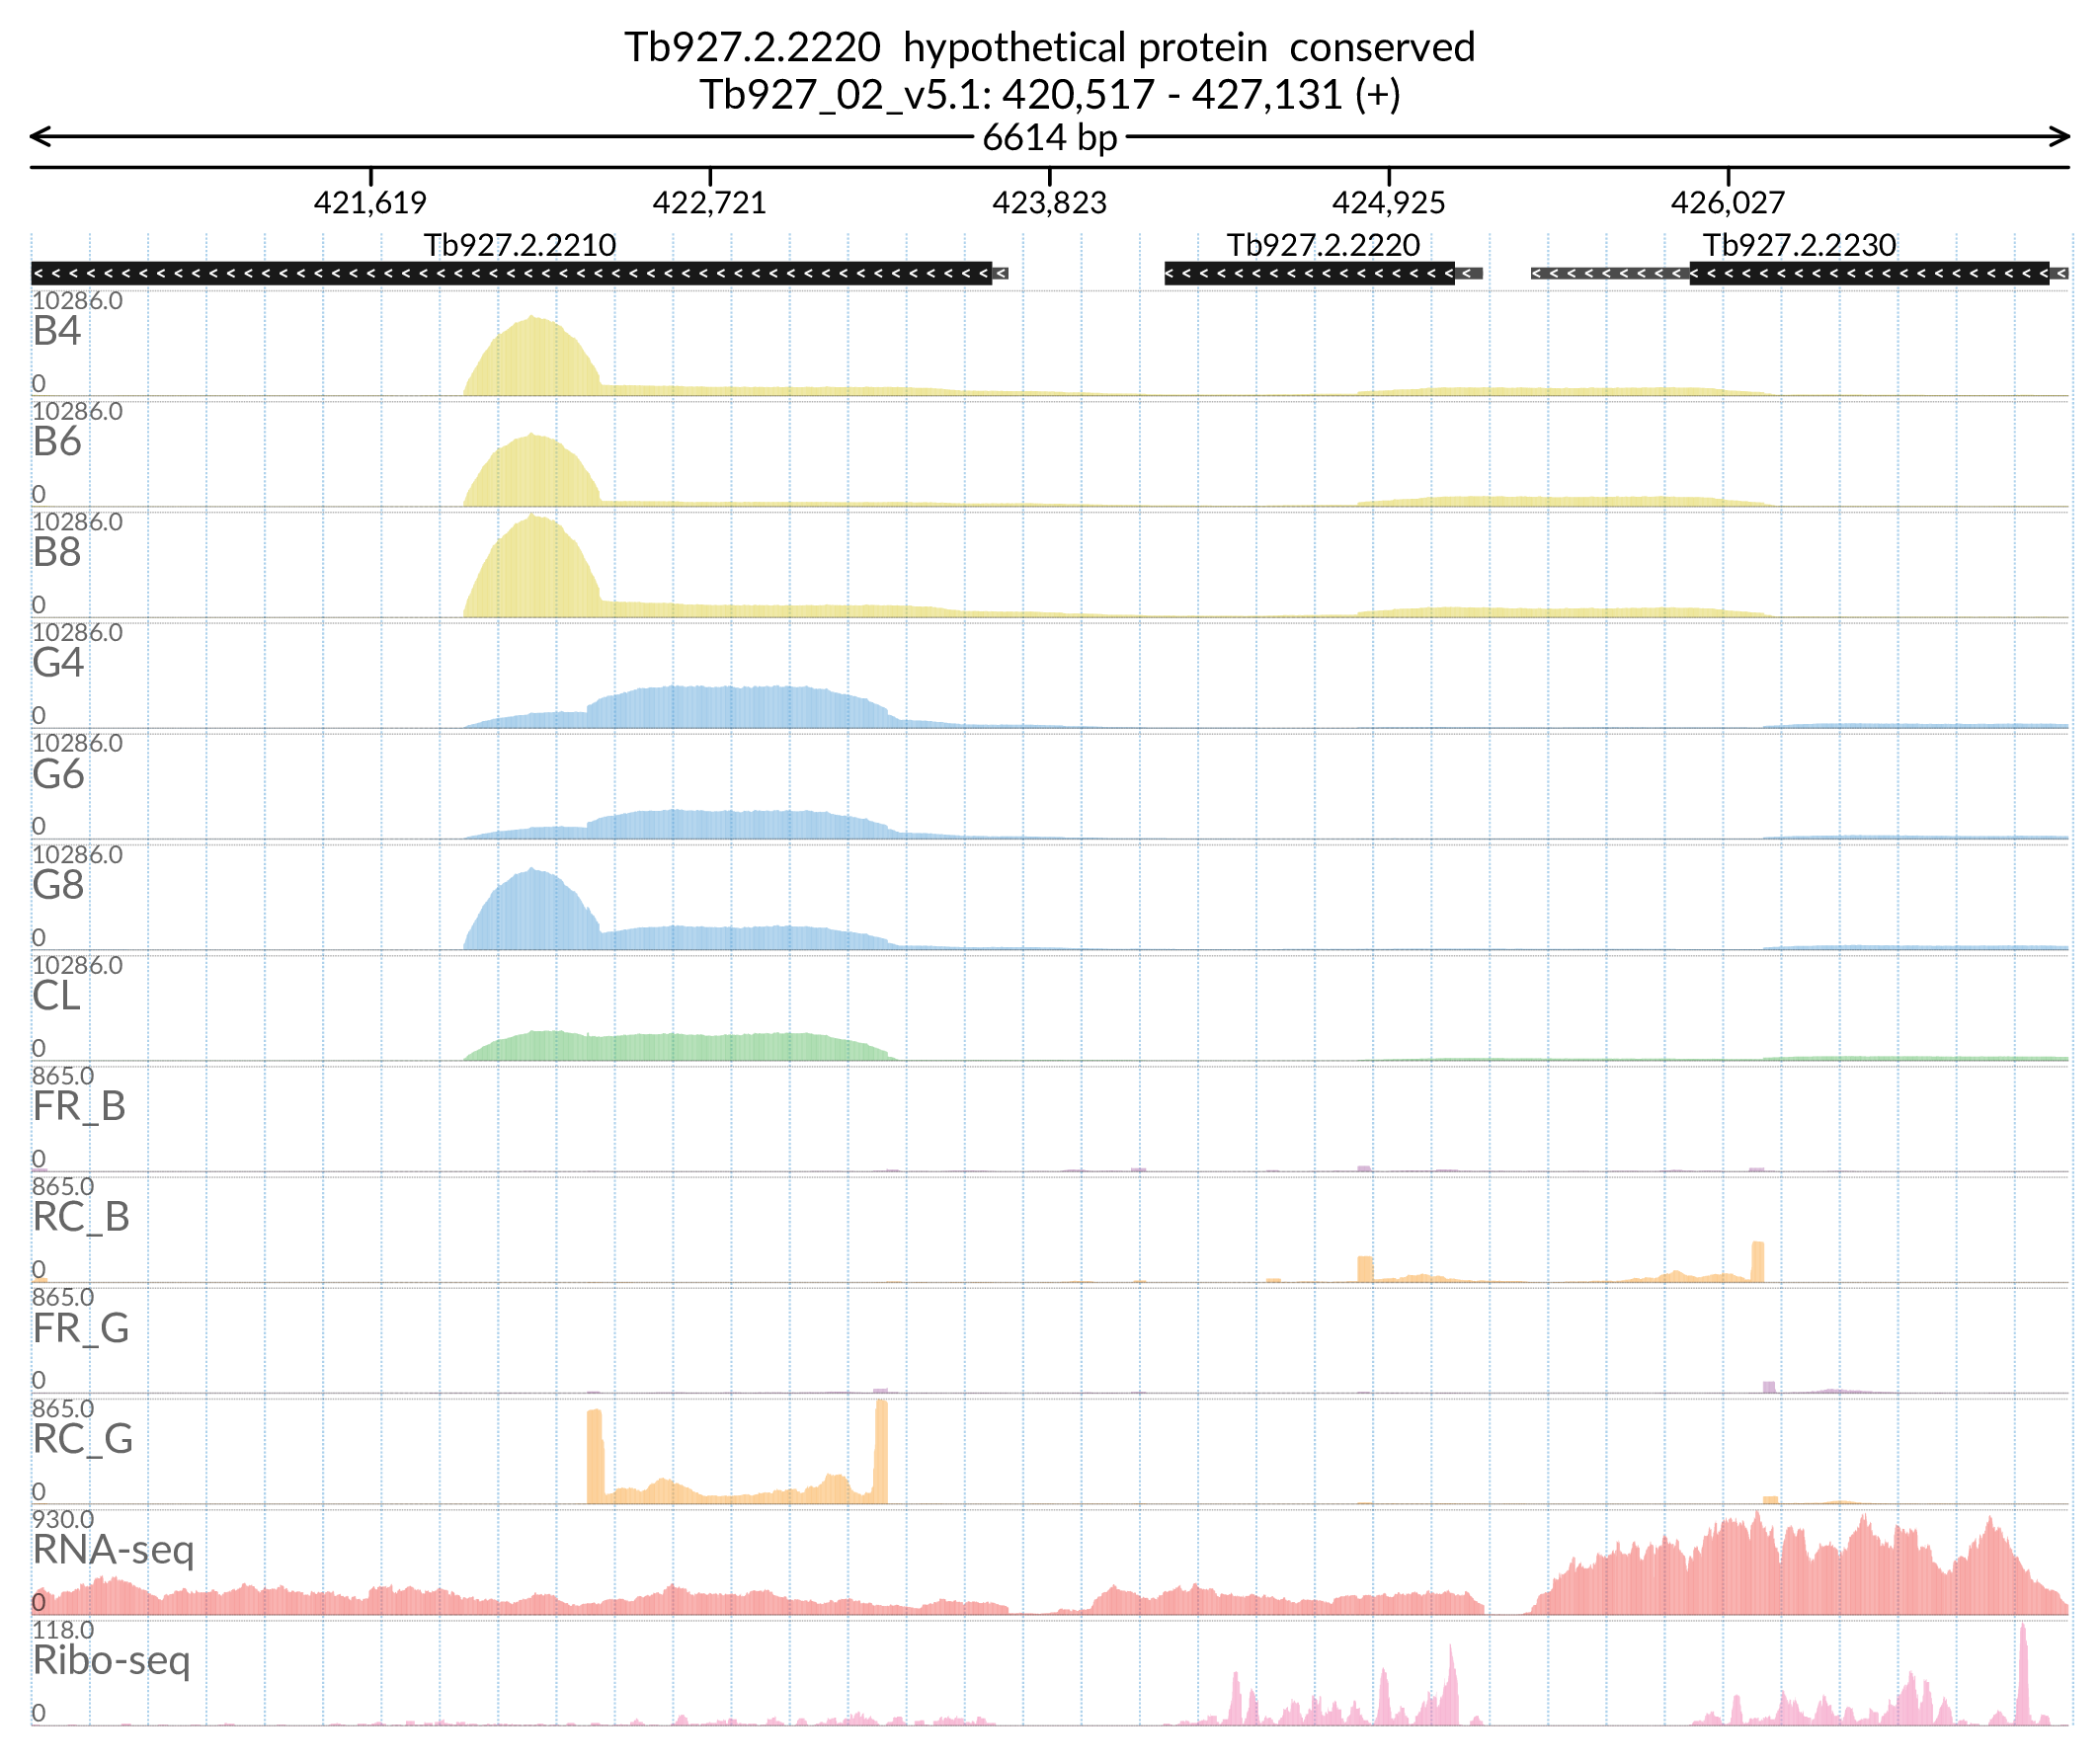 Tb927.2.2220 hypothetical protein conserved
Tb927_02_v5.1: 420,517 - 427,131 (+)
6614 bp
421,619 422,721 423,823 424,925 426,027
Tb927.2.2210 Tb927.2.2220 Tb927.2.2230
10286.0
B4
0
10286.0
B6
0
10286.0
B8
0
10286.0
G4
0
10286.0
G6
0
10286.0
G8
0
10286.0
CL
0
865.0
FR_B
0
865.0
RC_B
0
865.0
FR_G
0
865.0
RC_G
0
930.0
RNA-seq
0
118.0
Ribo-seq
0